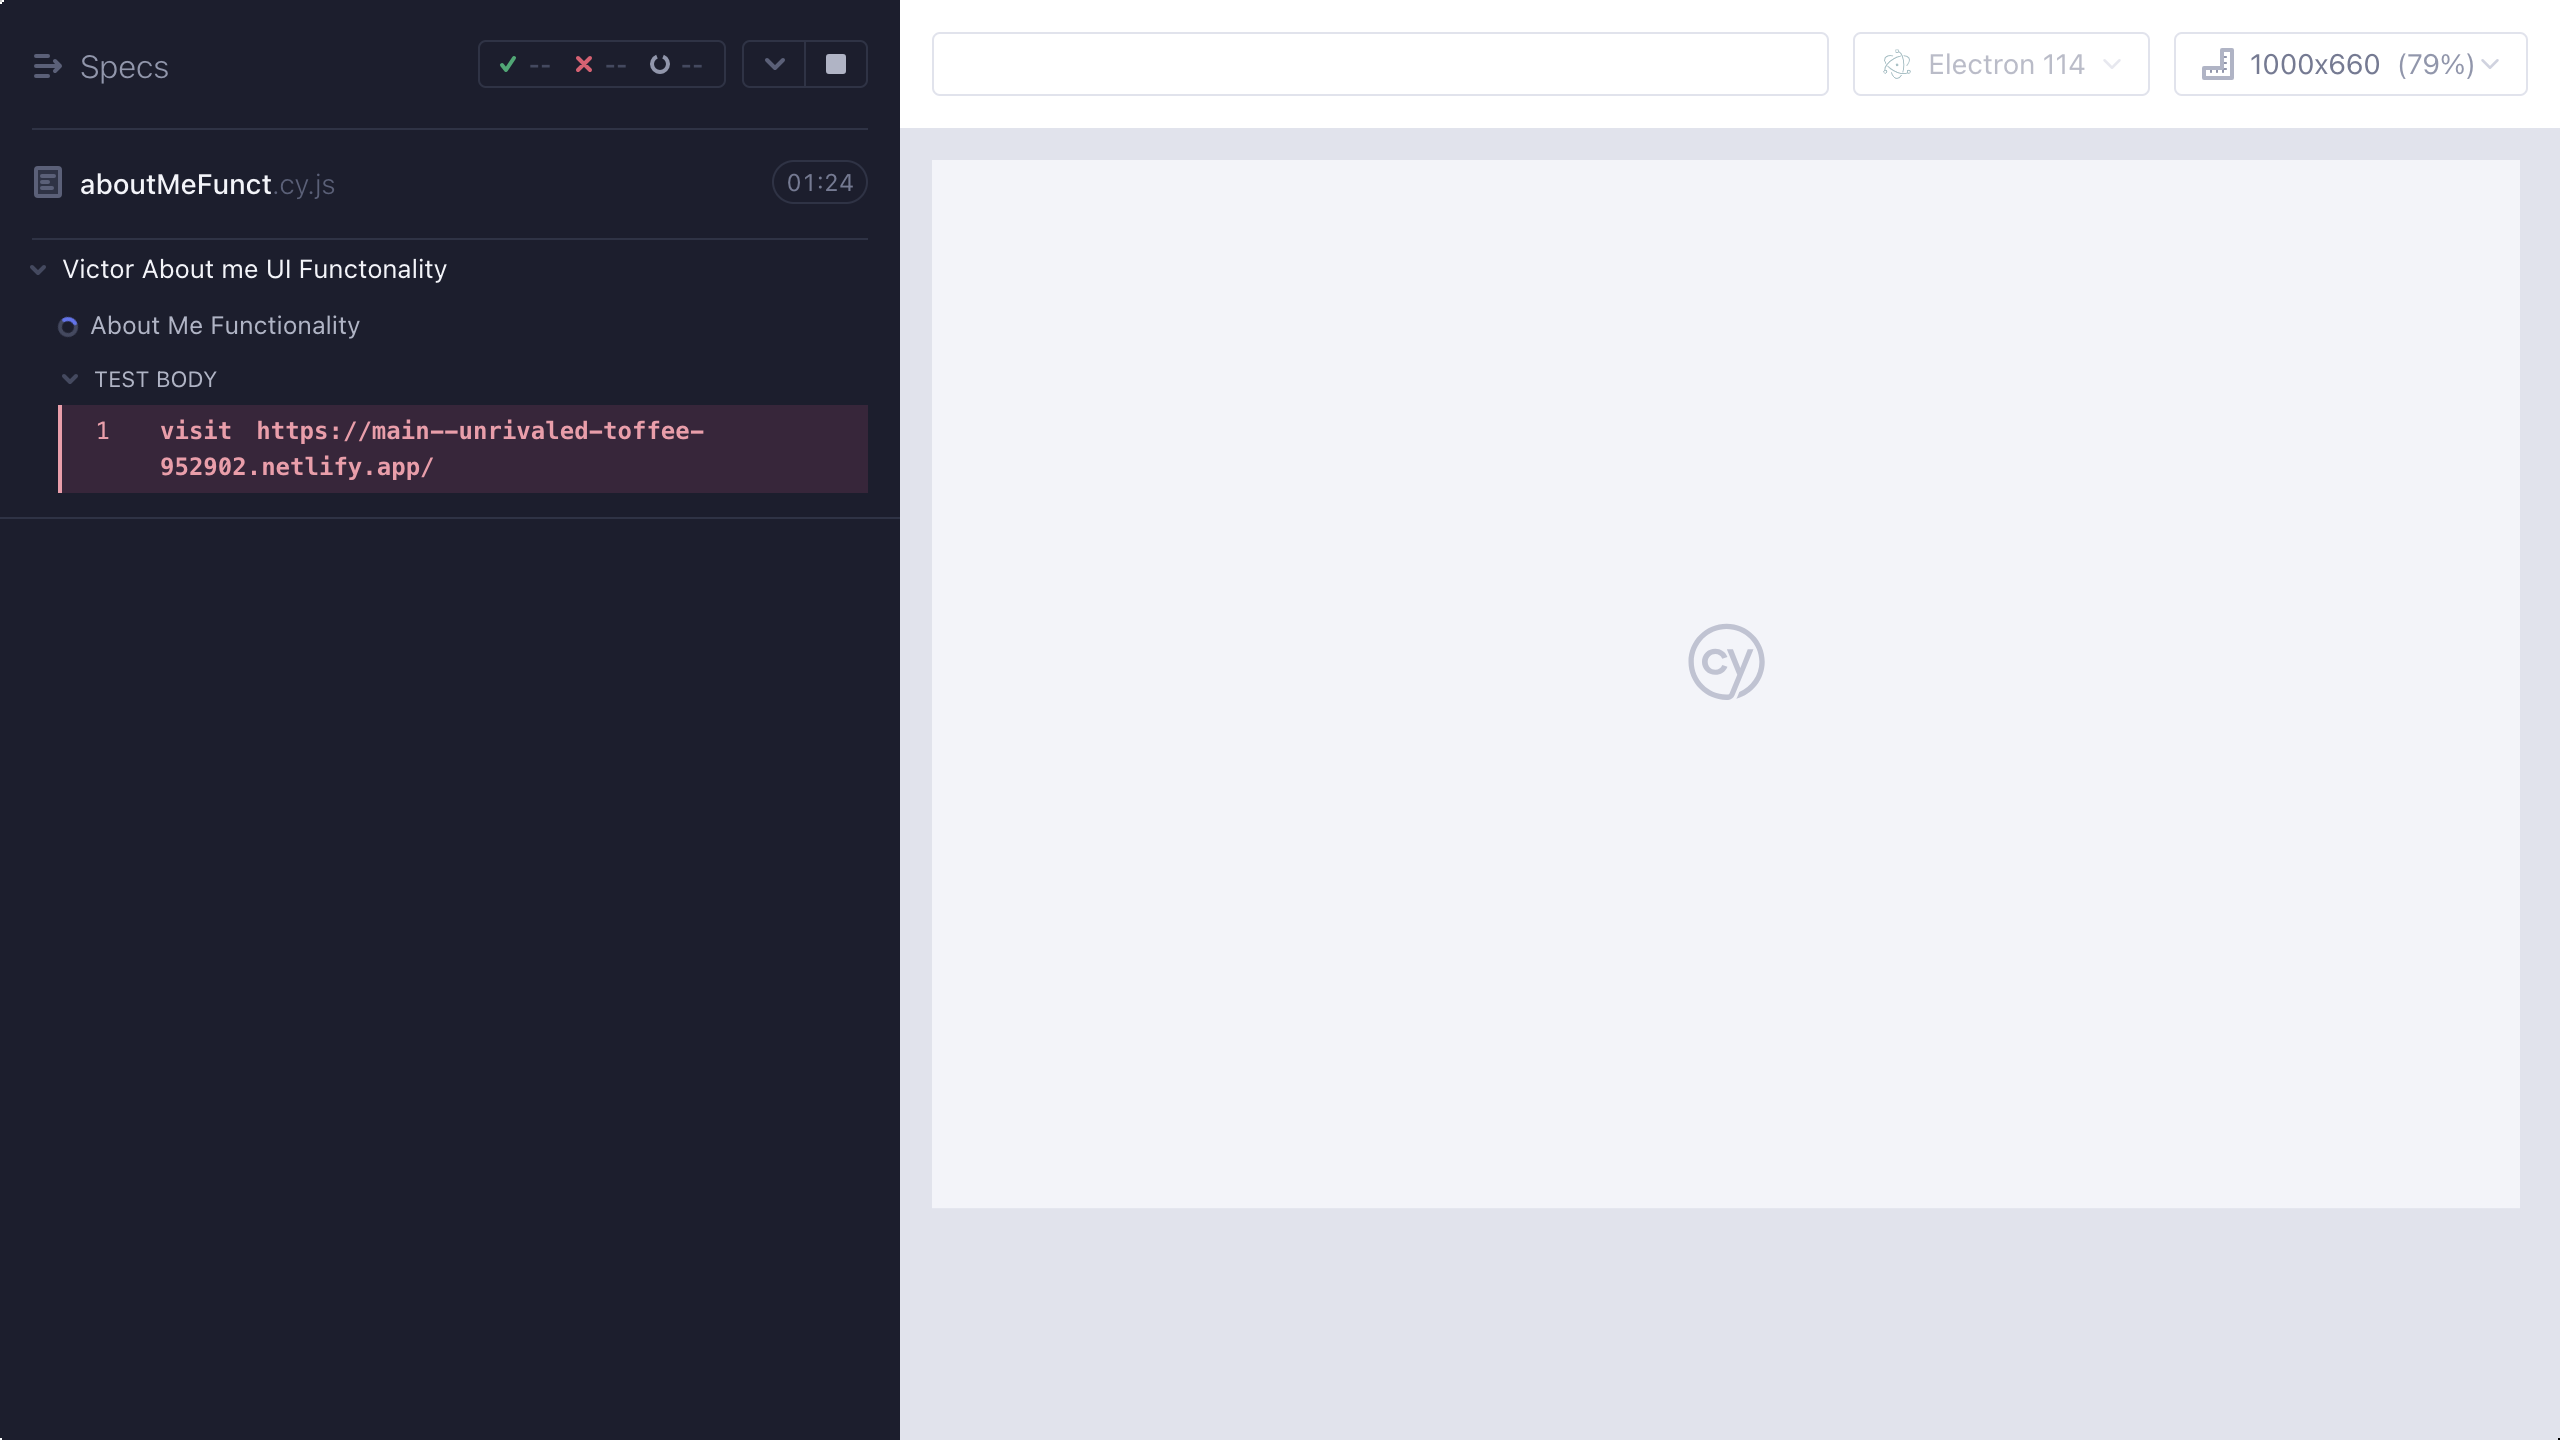 Specs
--
--
--
aboutMeFunct.cy.js
01:24
Victor About me UI Functonality
About Me Functionality
TEST BODY
1 visit https://main--unrivaled-toffee-
952902.netlify.app/
Electron 114
1000x660 (79%)
cy